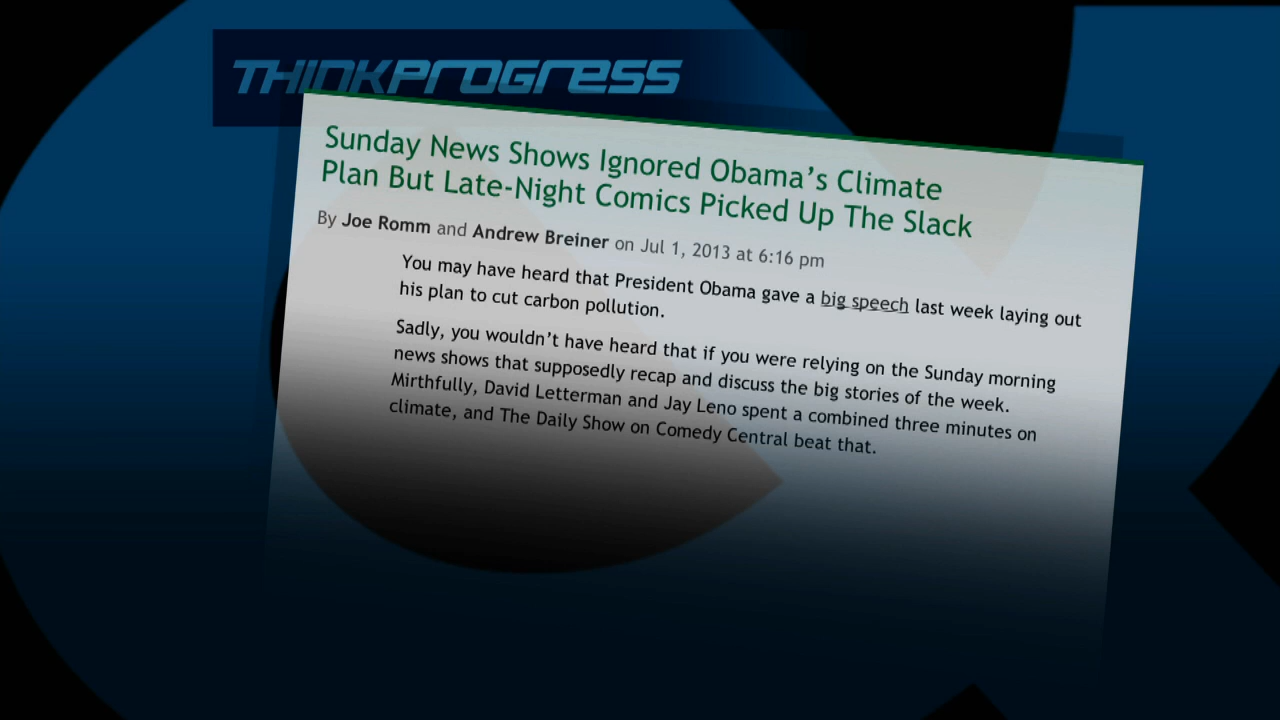 THINKPROGRESS
Sunday News Shows Ignored Obama's Climate
Plan But Late-Night Comics Picked Up The Slack
By Joe Romm and Andrew Breiner on Jul 1, 2013 at 6:16 pm
You may have heard that President Obama gave a big speech last week laying out
his plan to cut carbon pollution.
Sadly, you wouldn't have heard that if you were relying on the Sunday morning
news shows that supposedly recap and discuss the big stories of the week.
Mirthfully, David Letterman and Jay Leno spent a combined three minutes on
climate, and The Daily Show on Comedy Central beat that.